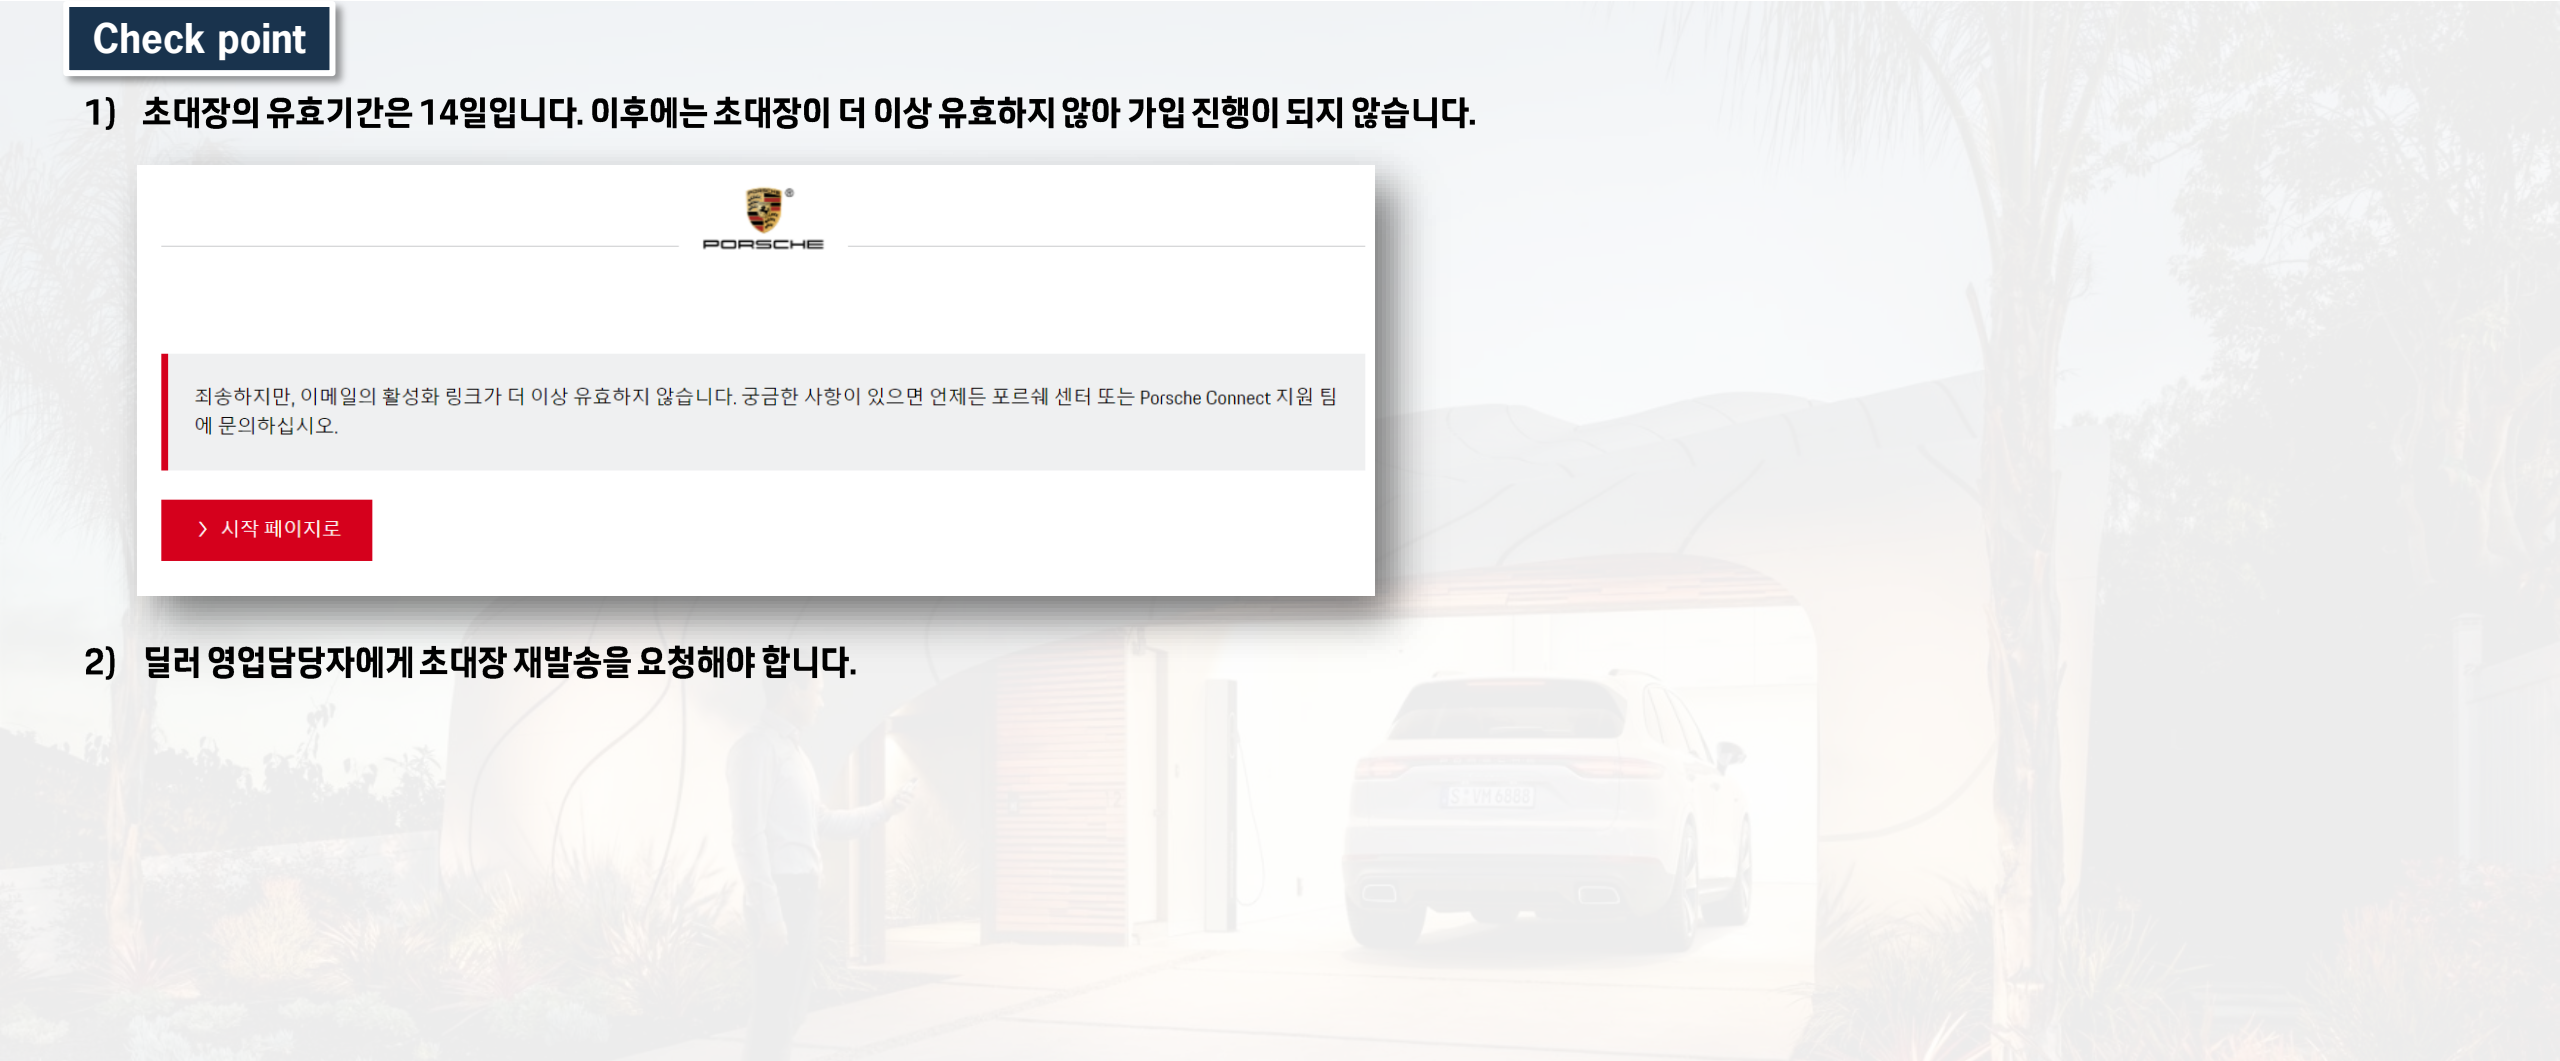 Check point
1) 초대장의 유효기간은 14일입니다. 이후에는 초대장이 더 이상 유효하지 않아 가입 진행이 되지 않습니다.
®
PORSCHE
죄송하지만, 이메일의 활성화 링크가 더 이상 유효하지 않습니다. 궁금한 사항이 있으면 언제든 포르쉐 센터 또는 Porsche Connect 지원 팀
에 문의하십시오.
시작 페이지로
2) 딜러 영업담당자에게 초대장 재발송을 요청해야 합니다.